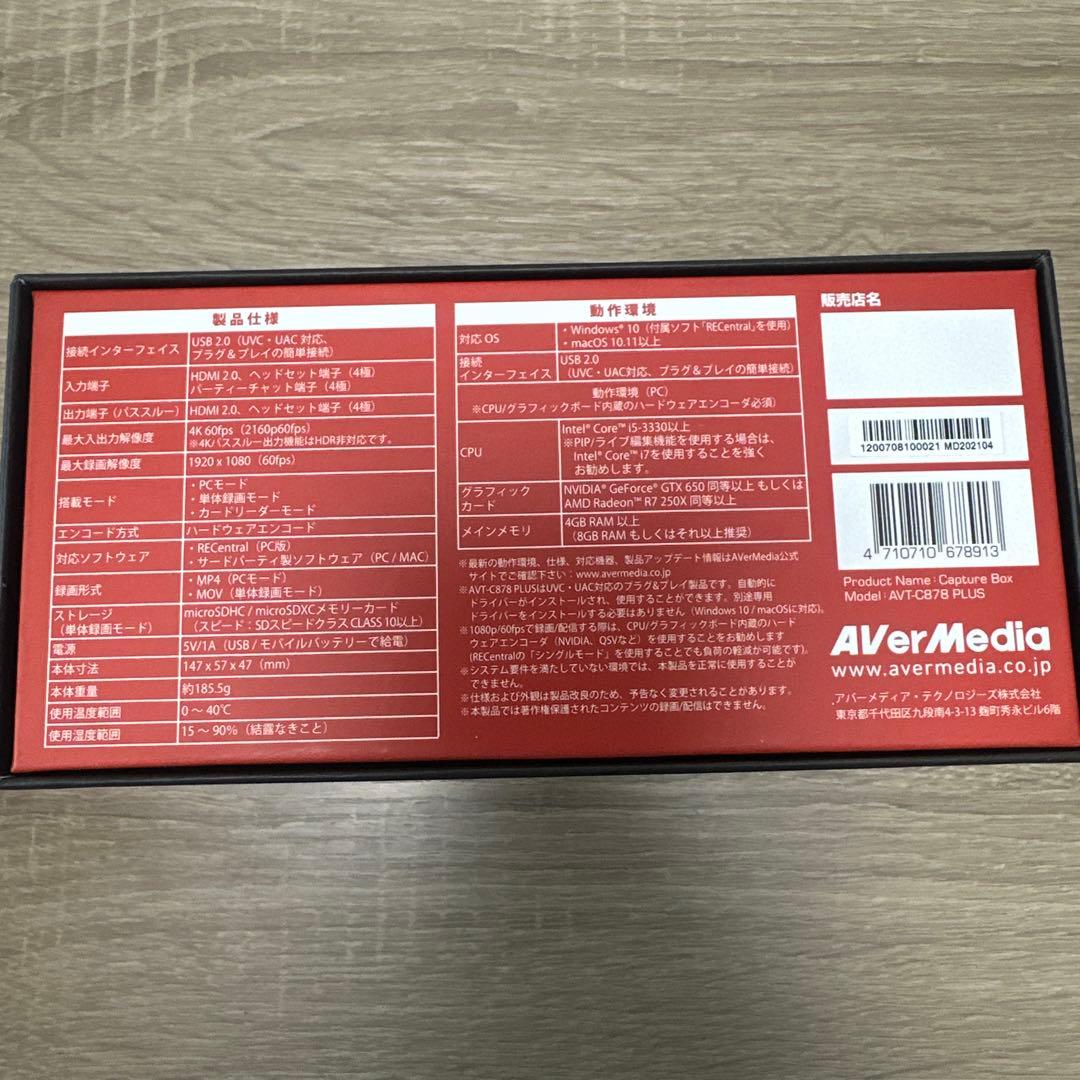 製品仕様
接続インターフェイス
USB 2.0（UVC・UAC 対応、
プラグ＆プレイの簡単接続）
入力端子
HDMI 2.0、ヘッドセット端子（4極）
パーティーチャット端子（4極）
出力端子（パススルー）
HDMI 2.0、ヘッドセット端子（4極）
最大入出力解像度
4K 60fps（2160p60fps）
※4Kパススルー出力機能はHDR非対応です。
最大録画解像度
1920 x 1080（60fps）
搭載モード
・PCモード
・単体録画モード
・カードリーダーモード
エンコード方式
ハードウェアエンコード
対応ソフトウェア
・RECentral（PC版）
・サードパーティ製ソフトウェア（PC / MAC）
録画形式
・MP4（PCモード）
・MOV（単体録画モード）
ストレージ
（単体録画モード）
microSDHC / microSDXCメモリーカード
（スピード：SDスピードクラス CLASS 10以上）
電源
5V/1A（USB / モバイルバッテリーで給電）
本体寸法
147 x 57 x 47（mm）
本体重量
約185.5g
使用温度範囲
0 ～ 40℃
使用湿度範囲
15 ～ 90%（結露なきこと）
動作環境
対応 OS
・Windows® 10（付属ソフト「RECentral」を使用）
・macOS 10.11以上
接続
インターフェイス
USB 2.0
（UVC・UAC対応、プラグ＆プレイの簡単接続）
動作環境（PC）
※CPU/グラフィックボード内蔵のハードウェアエンコーダ必須）
CPU
Intel® Core™ i5-3330以上
※PIP/ライブ編集機能を使用する場合は、
Intel® Core™ i7を使用することを強く
お勧めします。
グラフィック
カード
NVIDIA® GeForce® GTX 650 同等以上 もしくは
AMD Radeon™ R7 250X 同等以上
メインメモリ
4GB RAM 以上
（8GB RAM もしくはそれ以上推奨）
※最新の動作環境、仕様、対応機器、製品アップデート情報はAVerMedia公式
サイトでご確認下さい：www.avermedia.co.jp
※AVT-C878 PLUSはUVC・UAC対応のプラグ&プレイ製品です。自動的に
ドライバーがインストールされ、使用することができます。別途専用
ドライバーをインストールする必要はありません（Windows 10 / macOSに対応)。
※1080p/60fpsで録画/配信する際は、CPU/グラフィックボード内蔵のハード
ウェアエンコーダ（NVIDIA、QSVなど）を使用することをお勧めします
(RECentralの「シングルモード」を使用することでも負荷の軽減が可能です)。
※システム要件を満たしていない環境では、本製品を正常に使用することが
できません。
※仕様および外観は製品改良のため、予告なく変更されることがあります。
※本製品では著作権保護されたコンテンツの録画/配信はできません。
販売店名
1200708100021 MD202104
4 710710 678913
Product Name : Capture Box
Model : AVT-C878 PLUS
AVerMedia
www.avermedia.co.jp
アバーメディア・テクノロジーズ株式会社
東京都千代田区九段南4-3-13 麹町秀永ビル6階